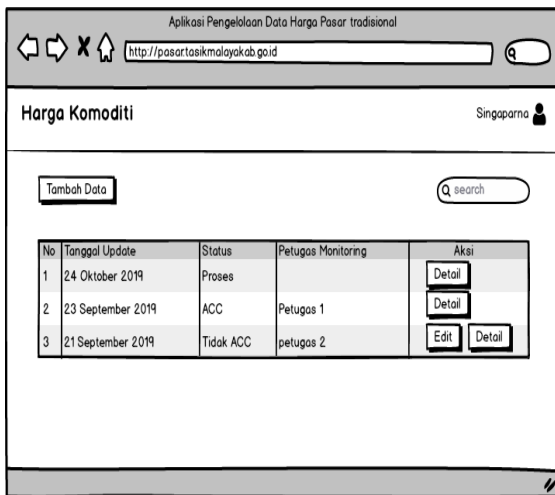 Aplikasi Pengelolaan Data Harga Pasar tradisional
http://pasar.tasikmalayakab.go.id
Harga Komoditi
Singaparna
Tambah Data
search
No Tanggal Update Status Petugas Monitoring Aksi
1 24 Oktober 2019 Proses Detail
2 23 September 2019 ACC Petugas 1 Detail
3 21 September 2019 Tidak ACC petugas 2 Edit Detail